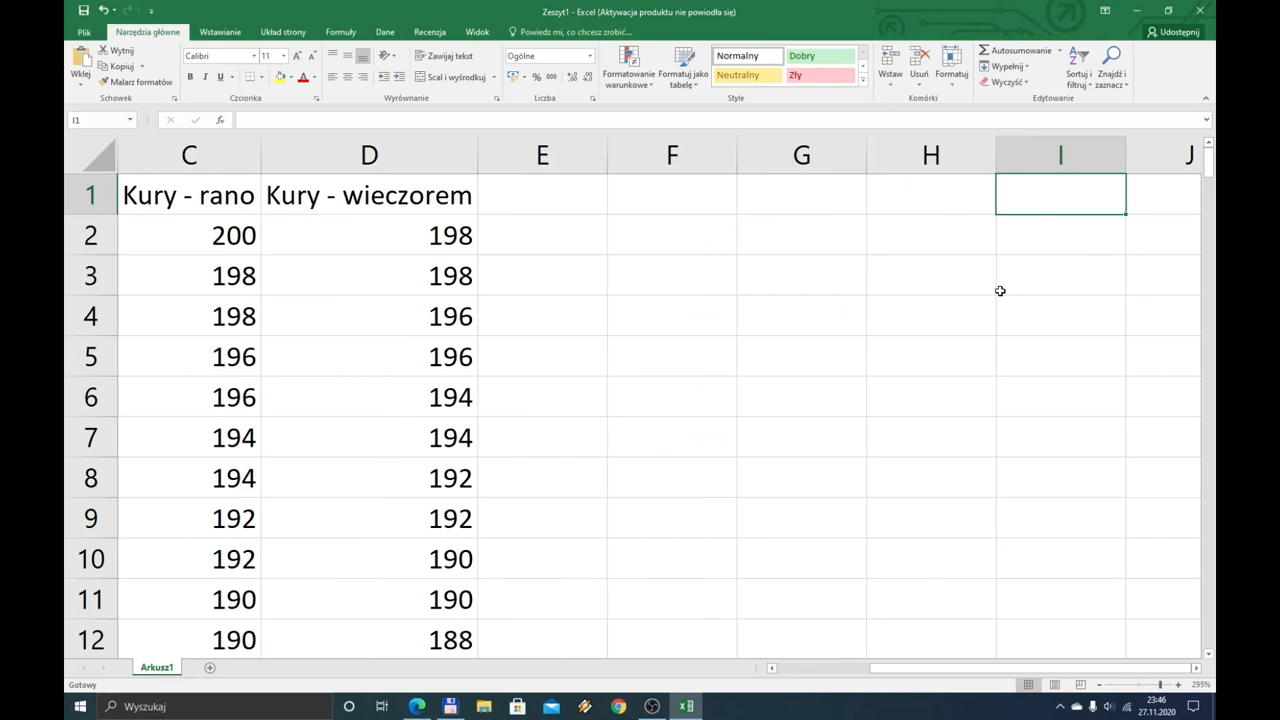 Zeszyt1 - Excel (Aktywacja produktu nie powiodła się)
Plik Narzędzia główne Wstawianie Układ strony Formuły Dane Recenzja Widok Powiedz mi, co chcesz zrobić... Udostępnij
Wklej
Wytnij
Kopiuj
Malarz formatów
Schowek
Calibri 11
B I U
Czcionka
Zawijaj tekst
Scal i wyśrodkuj
Wyrównanie
Ogólne
% 000
Liczba
Formatowanie warunkowe
Formatuj jako tabelę
Normalny Dobry
Neutralny Zły
Style
Wstaw Usuń Formatuj
Komórki
Autosumowanie
Wypełnij
Wyczyść
Sortuj i filtruj
Znajdź i zaznacz
Edytowanie
I1 fx
C D E F G H I J
1 Kury - rano Kury - wieczorem
2 200 198
3 198 198
4 198 196
5 196 196
6 196 194
7 194 194
8 194 192
9 192 192
10 192 190
11 190 190
12 190 188
Arkusz1
Gotowy 295%
Wyszukaj
23:46
27.11.2020